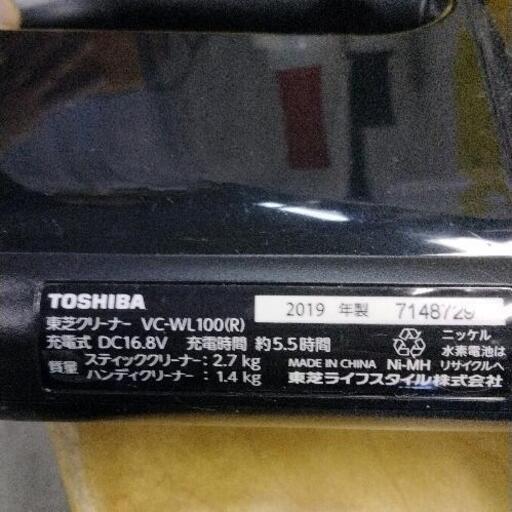 TOSHIBA
2019 年製 7148729
東芝クリーナー VC-WL100(R)
充電式 DC16.8V 充電時間 約5.5時間
質量 スティッククリーナー:2.7 kg
ハンディクリーナー:1.4 kg
MADE IN CHINA
東芝ライフスタイル株式会社
Ni-MH
ニッケル
水素電池は
リサイクルへ